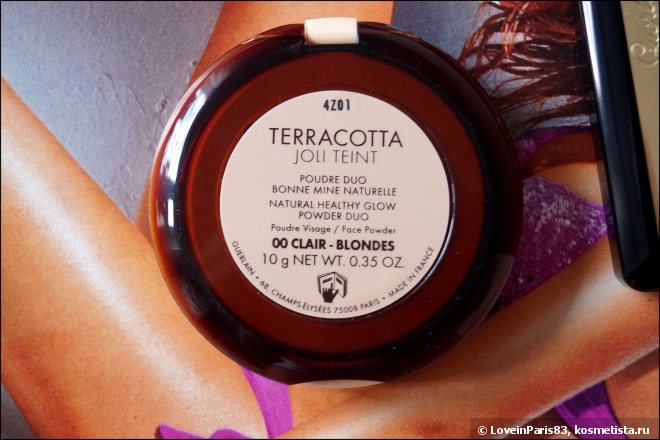 4Z01
TERRACOTTA
JOLI TEINT
POUDRE DUO
BONNE MINE NATURELLE
NATURAL HEALTHY GLOW
POWDER DUO
Poudre Visage / Face Powder
00 CLAIR - BLONDES
10 g NET WT. 0.35 OZ.
GUERLAIN • 68, CHAMPS-ÉLYSÉES 75008 PARIS • MADE IN FRANCE
© LoveinParis83, kosmetista.ru